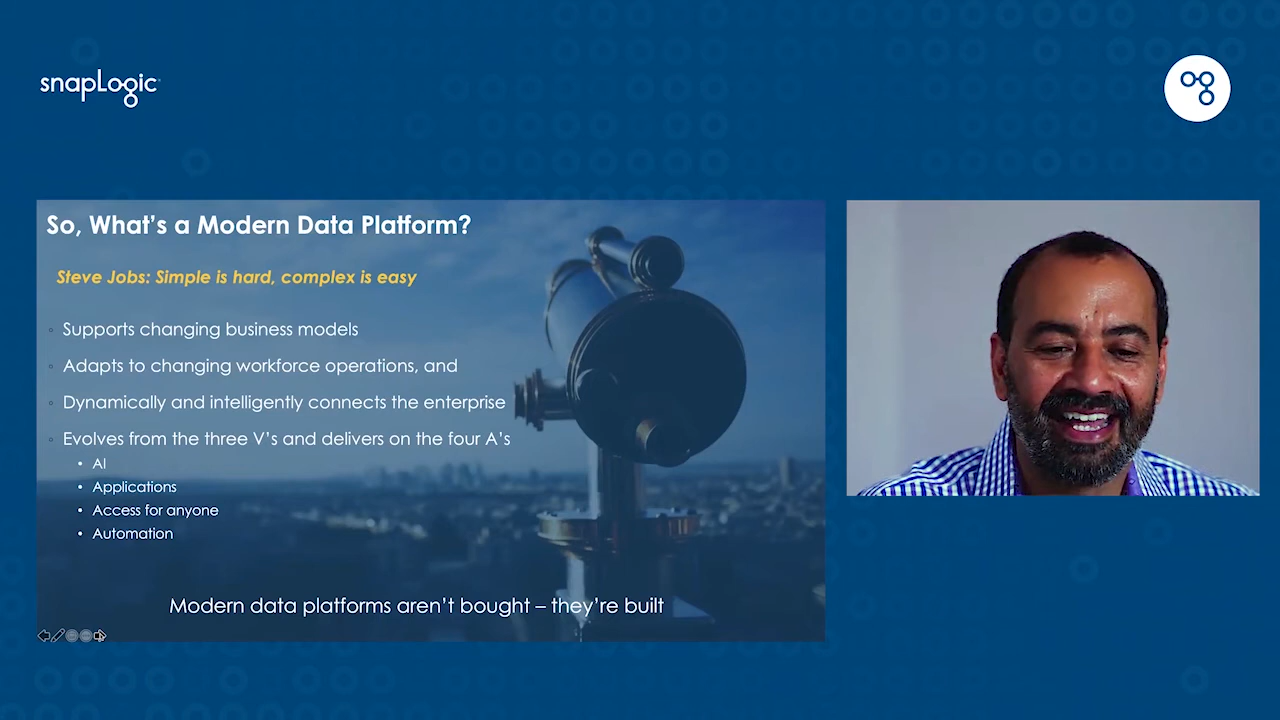 snapLogic
So, What's a Modern Data Platform?
Steve Jobs: Simple is hard, complex is easy
Supports changing business models
Adapts to changing workforce operations, and
Dynamically and intelligently connects the enterprise
Evolves from the three V's and delivers on the four A's
AI
Applications
Access for anyone
Automation
Modern data platforms aren't bought – they're built